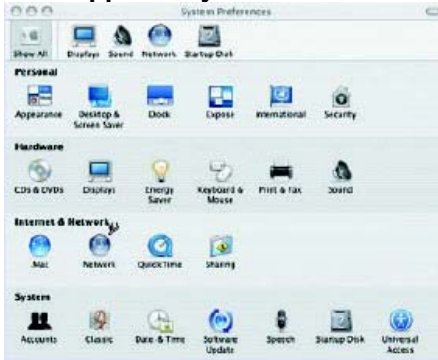 System Preferences
Show All Displays Sound Network Startup Disk
Personal
Appearance Desktop & Screen Saver Dock Expose International Security
Hardware
CDs & DVDs Displays Energy Saver Keyboard & Mouse Print & Fax Sound
Internet & Network
.Mac Network QuickTime Sharing
System
Accounts Classic Date & Time Software Update Speech Startup Disk Universal Access